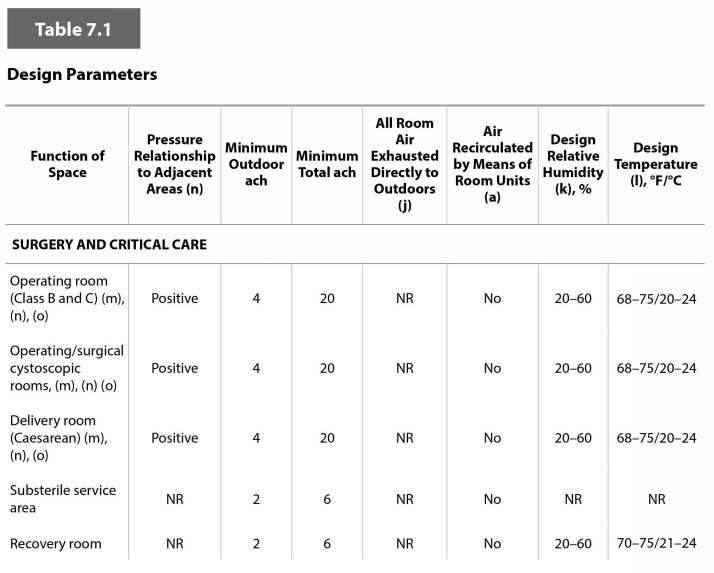 Table 7.1
Design Parameters
Function of Space | Pressure Relationship to Adjacent Areas (n) | Minimum Outdoor ach | Minimum Total ach | All Room Air Exhausted Directly to Outdoors (j) | Air Recirculated by Means of Room Units (a) | Design Relative Humidity (k), % | Design Temperature (l), °F/°C
SURGERY AND CRITICAL CARE
Operating room (Class B and C) (m), (n), (o) | Positive | 4 | 20 | NR | No | 20–60 | 68–75/20–24
Operating/surgical cystoscopic rooms, (m), (n) (o) | Positive | 4 | 20 | NR | No | 20–60 | 68–75/20–24
Delivery room (Caesarean) (m), (n), (o) | Positive | 4 | 20 | NR | No | 20–60 | 68–75/20–24
Substerile service area | NR | 2 | 6 | NR | No | NR | NR
Recovery room | NR | 2 | 6 | NR | No | 20–60 | 70–75/21–24